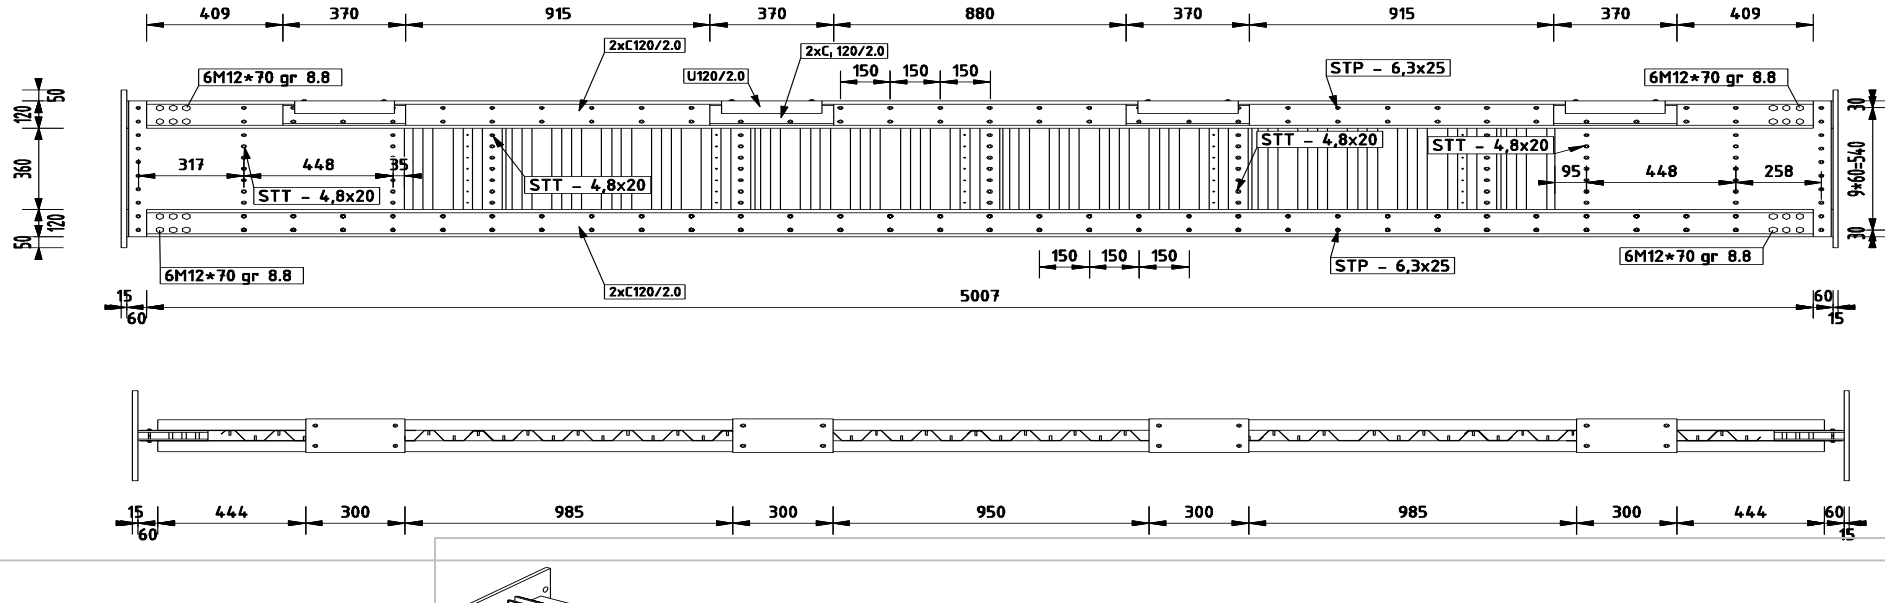 409 370 915 370 880 370 915 370 409
2xC120/2.0
2xC, 120/2.0
6M12*70 gr 8.8
U120/2.0
150 150 150
STP - 6,3x25
6M12*70 gr 8.8
50
120
360
120
50
317 448 35
STT - 4,8x20
STT - 4,8x20
STT - 4,8x20
STT - 4,8x20
95 448 258
30
9*60=540
30
6M12*70 gr 8.8
2xC120/2.0
150 150 150
STP - 6,3x25
6M12*70 gr 8.8
15 60 5007 60 15
15 60 444 300 985 300 950 300 985 300 444 60 15